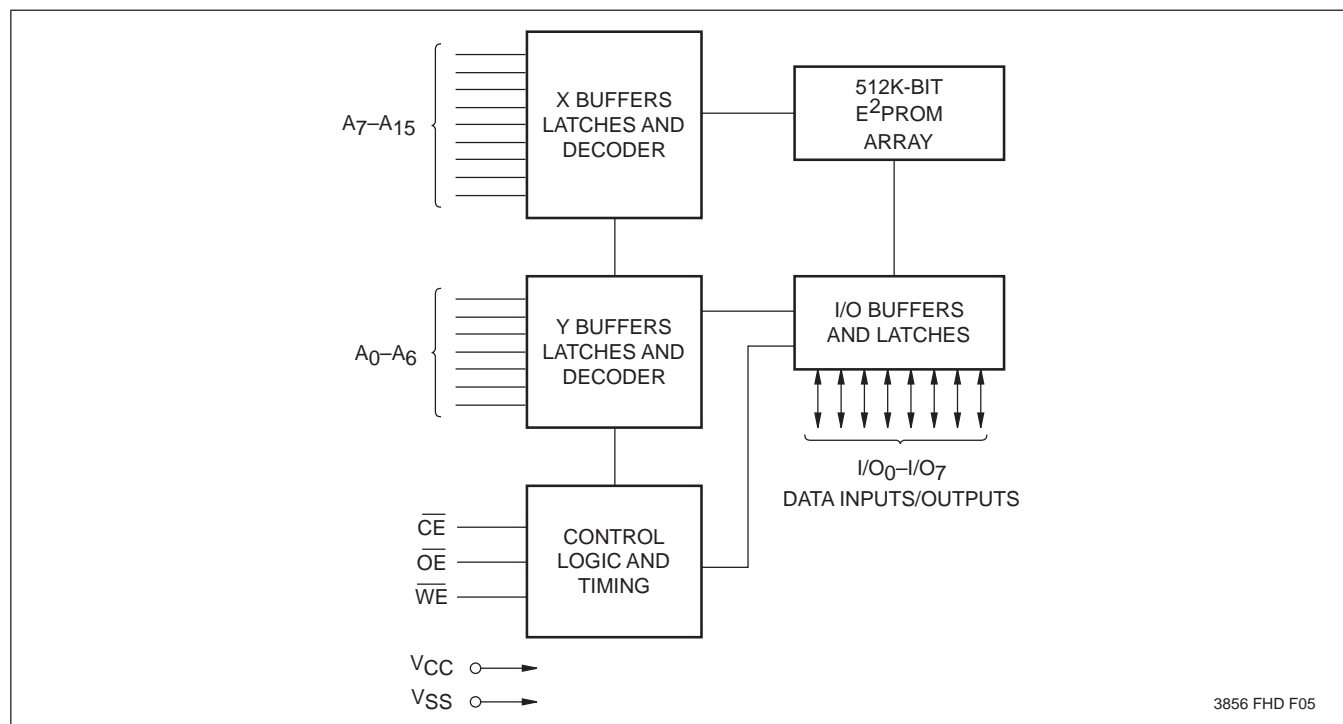 A7–A15
X BUFFERS
LATCHES AND
DECODER
512K-BIT
E2PROM
ARRAY
A0–A6
Y BUFFERS
LATCHES AND
DECODER
I/O BUFFERS
AND LATCHES
I/O0–I/O7
DATA INPUTS/OUTPUTS
CE
OE
WE
CONTROL
LOGIC AND
TIMING
VCC
VSS
3856 FHD F05